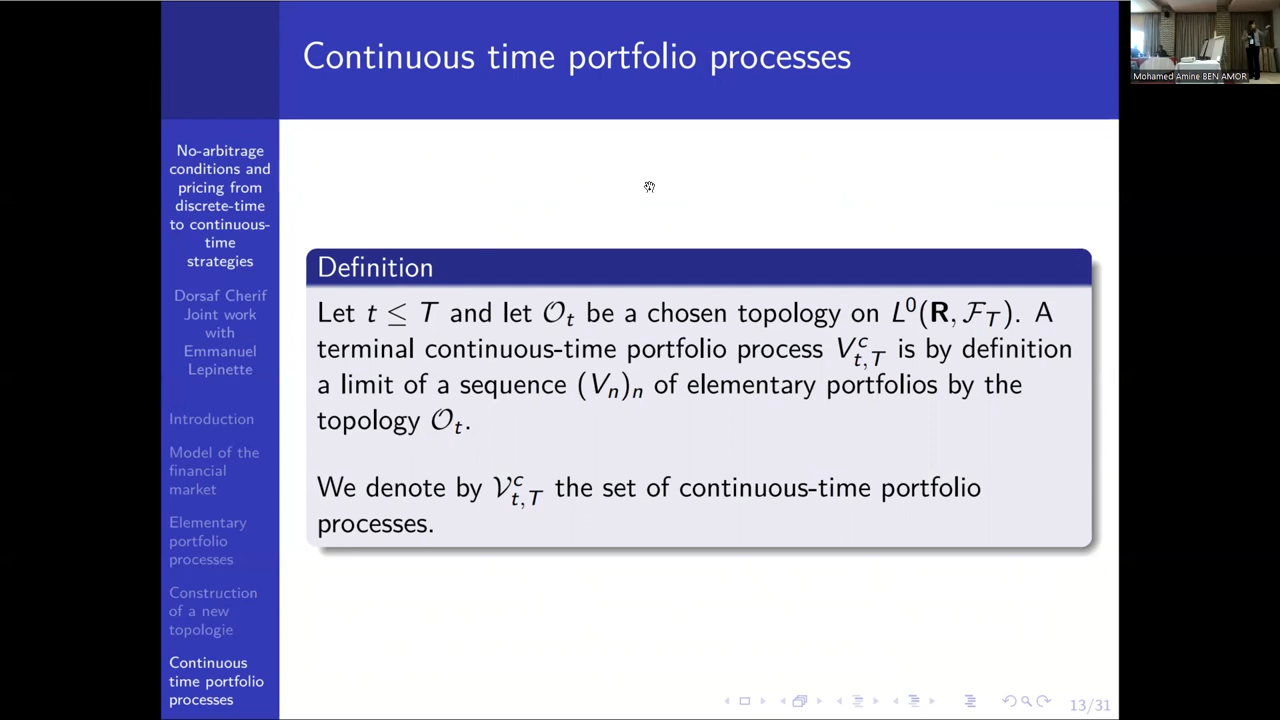 Continuous time portfolio processes
Mohamed Amine BEN AMOR
No-arbitrage
conditions and
pricing from
discrete-time
to continuous-
time
strategies
Dorsaf Cherif
Joint work
with
Emmanuel
Lepinette
Introduction
Model of the
financial
market
Elementary
portfolio
processes
Construction
of a new
topologie
Continuous
time portfolio
processes
Definition
Let t ≤ T and let 𝒪_t be a chosen topology on L^0(𝐑, ℱ_T). A
terminal continuous-time portfolio process V^c_{t,T} is by definition
a limit of a sequence (V_n)_n of elementary portfolios by the
topology 𝒪_t.
We denote by 𝒱^c_{t,T} the set of continuous-time portfolio
processes.
13/31